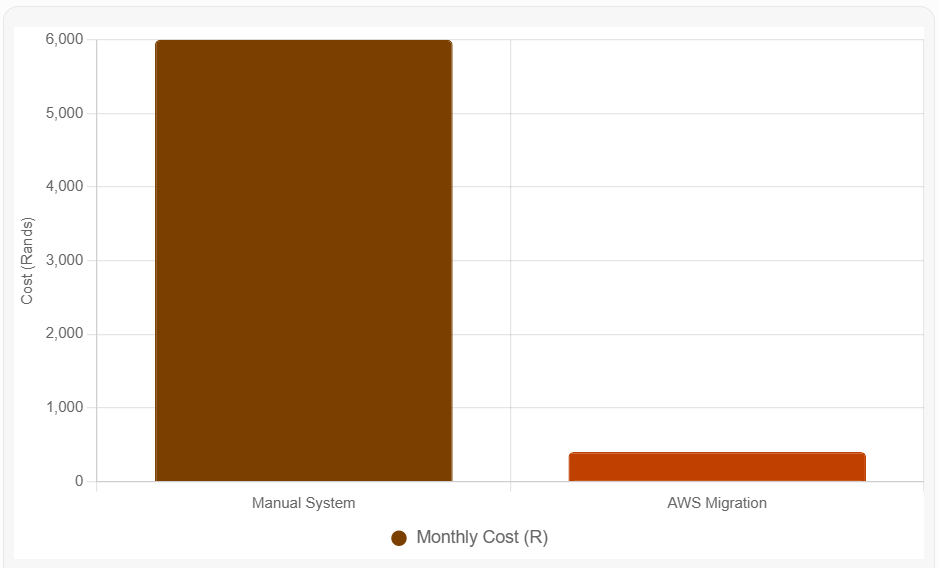 6,000
5,000
4,000
3,000
2,000
1,000
0
Cost (Rands)
Manual System
AWS Migration
Monthly Cost (R)